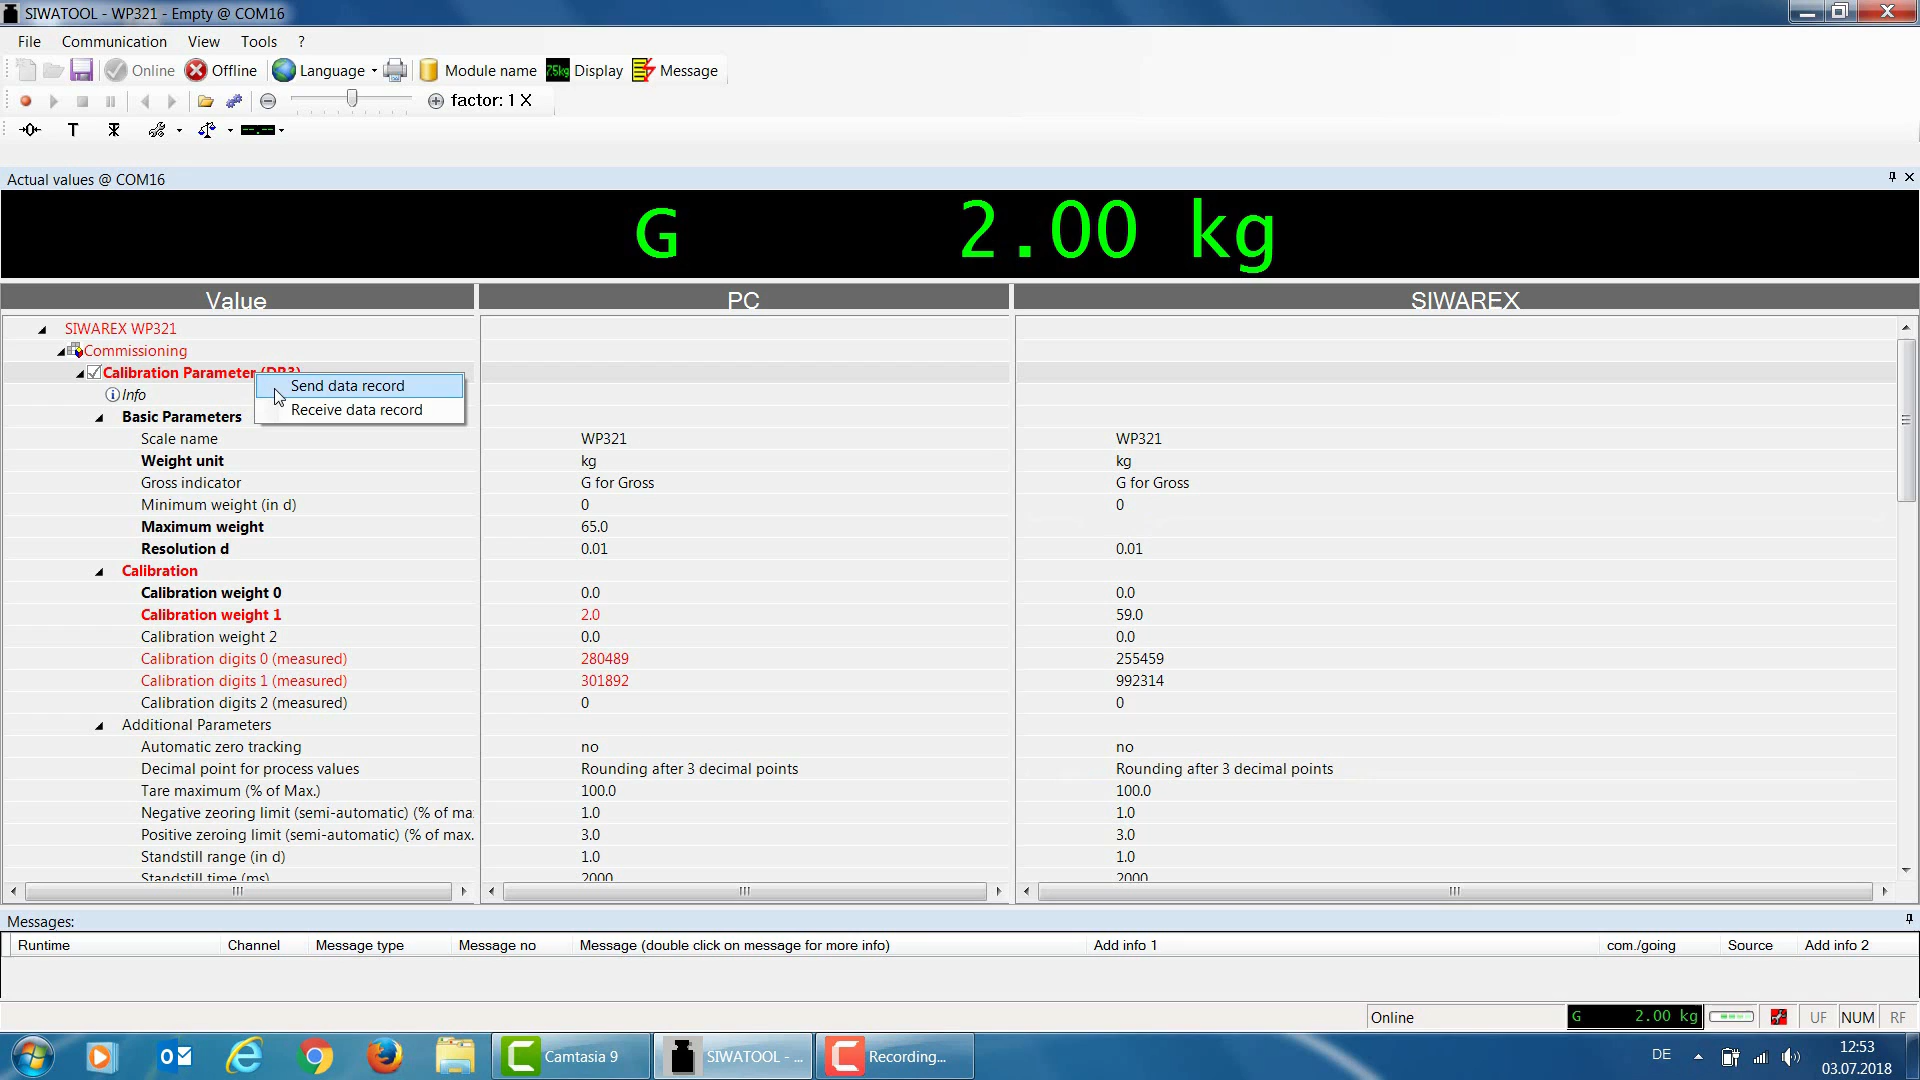 SIWATOOL - WP321 - Empty @ COM16
File Communication View Tools ?
Online Offline Language Module name 7.5kg Display Message
factor: 1 X
T
Actual values @ COM16
G 2.00 kg
Value PC SIWAREX
SIWAREX WP321
Commissioning
Calibration Parameter (DR3)
Send data record
Info
Receive data record
Basic Parameters
Scale name WP321 WP321
Weight unit kg kg
Gross indicator G for Gross G for Gross
Minimum weight (in d) 0 0
Maximum weight 65.0
Resolution d 0.01 0.01
Calibration
Calibration weight 0 0.0 0.0
Calibration weight 1 2.0 59.0
Calibration weight 2 0.0 0.0
Calibration digits 0 (measured) 280489 255459
Calibration digits 1 (measured) 301892 992314
Calibration digits 2 (measured) 0 0
Additional Parameters
Automatic zero tracking no no
Decimal point for process values Rounding after 3 decimal points Rounding after 3 decimal points
Tare maximum (% of Max.) 100.0 100.0
Negative zeoring limit (semi-automatic) (% of ma 1.0 1.0
Positive zeroing limit (semi-automatic) (% of max. 3.0 3.0
Standstill range (in d) 1.0 1.0
Standstill time (ms) 2000 2000
Messages:
Runtime Channel Message type Message no Message (double click on message for more info) Add info 1 com./going Source Add info 2
Online G 2.00 kg UF NUM RF
Camtasia 9 SIWATOOL - ... Recording... DE 12:53
03.07.2018